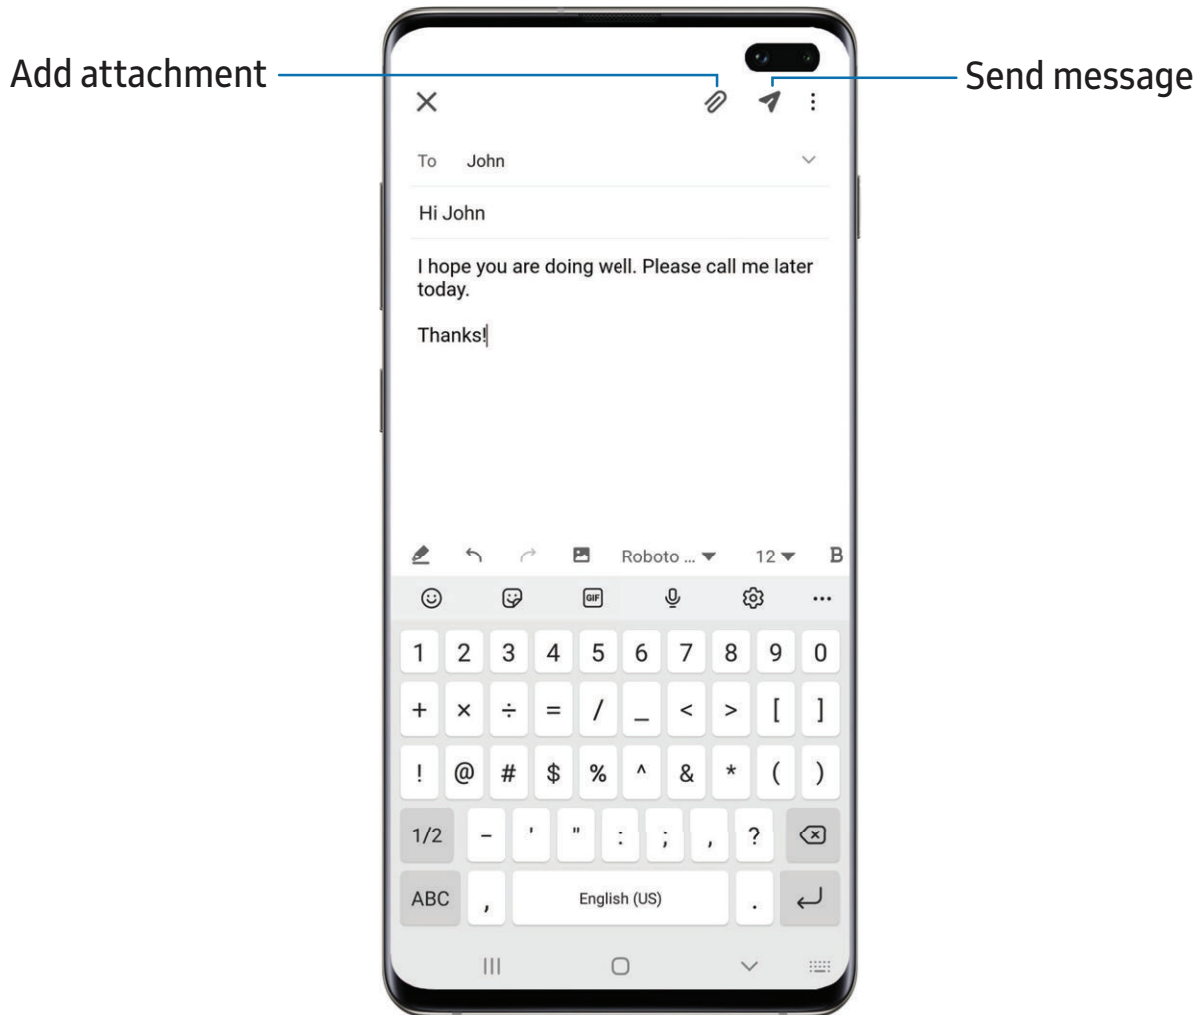 Add attachment
Send message
To John
Hi John
I hope you are doing well. Please call me later
today.
Thanks!
Roboto ... 12 B
GIF
1 2 3 4 5 6 7 8 9 0
+ × ÷ = / _ < > [ ]
! @ # $ % ^ & * ( )
1/2 - ' " : ; , ?
ABC , English (US) .